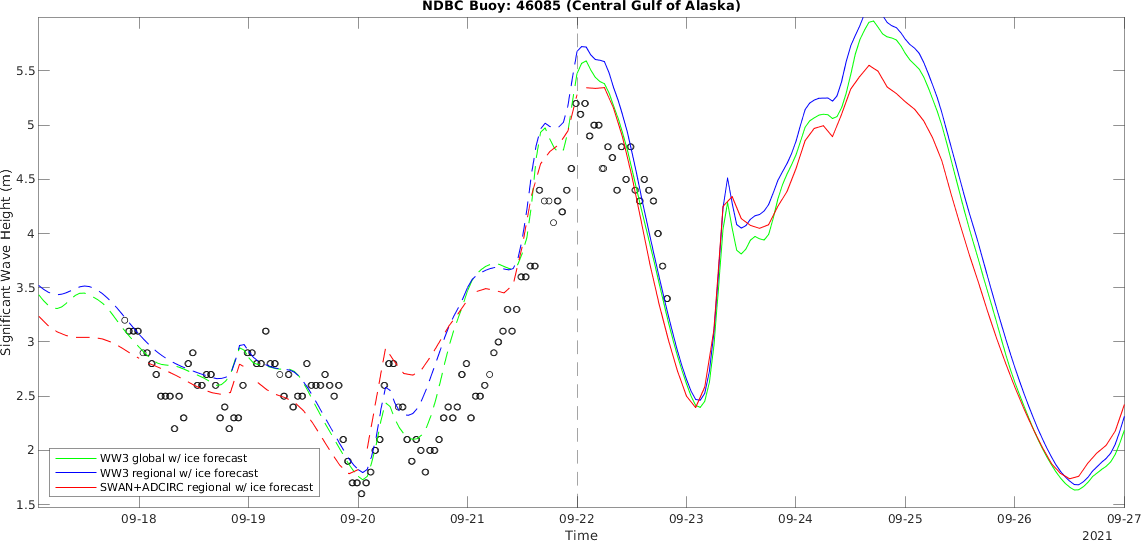 NDBC Buoy: 46085 (Central Gulf of Alaska)
Significant Wave Height (m)
5.5
5
4.5
4
3.5
3
2.5
2
1.5
WW3 global w/ ice forecast
WW3 regional w/ ice forecast
SWAN+ADCIRC regional w/ ice forecast
09-18 09-19 09-20 09-21 09-22 09-23 09-24 09-25 09-26 09-27
Time
2021